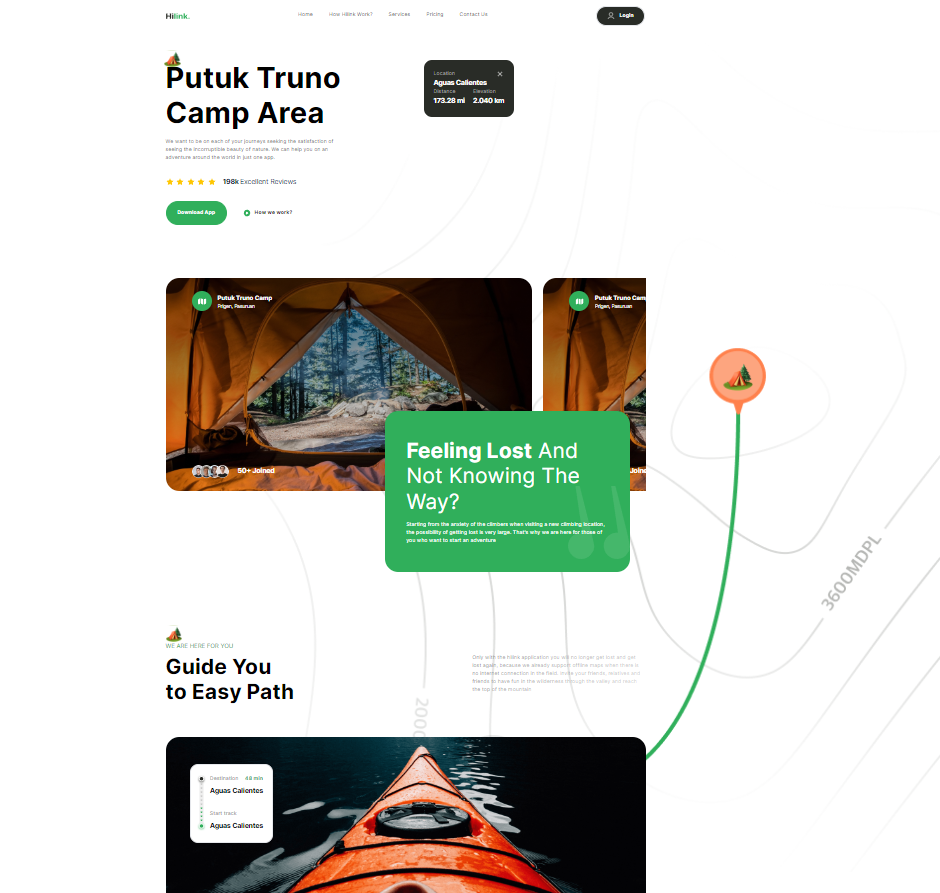 Hilink.
Home
How Hilink Work?
Services
Pricing
Contact Us
Login
Putuk Truno
Camp Area
We want to be on each of your journeys seeking the satisfaction of
seeing the incorruptible beauty of nature. We can help you on an
adventure around the world in just one app.
198k Excellent Reviews
Download App
How we work?
Location
Aguas Calientes
Distance
Elevation
173.28 mi
2.040 km
Putuk Truno Camp
Prigen, Pasuruan
50+ Joined
Putuk Truno Camp
Prigen, Pasuruan
Joined
Feeling Lost And
Not Knowing The
Way?
Starting from the anxiety of the climbers when visiting a new climbing location,
the possibility of getting lost is very large. That's why we are here for those of
you who want to start an adventure
3600MDPL
WE ARE HERE FOR YOU
Guide You
to Easy Path
Only with the hilink application you will no longer get lost and get
lost again, because we already support offline maps when there is
no internet connection in the field. Invite your friends, relatives and
friends to have fun in the wilderness through the valley and reach
the top of the mountain
2000
Destination
48 min
Aguas Calientes
Start track
Aguas Calientes